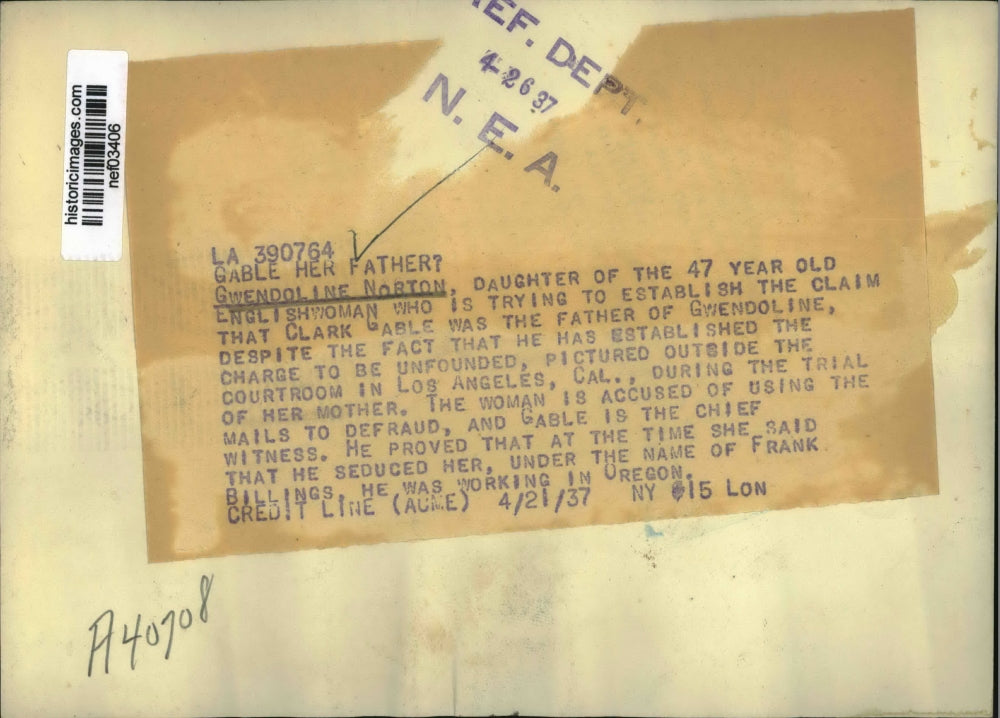 EF. DEPT.
4-26 37
N. E. A.
historicimages.com
nef03406
LA 390764
GABLE HER FATHER?
GWENDOLINE NORTON, DAUGHTER OF THE 47 YEAR OLD
ENGLISHWOMAN WHO IS TRYING TO ESTABLISH THE CLAIM
THAT CLARK GABLE WAS THE FATHER OF GWENDOLINE,
DESPITE THE FACT THAT HE HAS ESTABLISHED THE
CHARGE TO BE UNFOUNDED, PICTURED OUTSIDE THE
COURTROOM IN LOS ANGELES, CAL., DURING THE TRIAL
OF HER MOTHER. THE WOMAN IS ACCUSED OF USING THE
MAILS TO DEFRAUD, AND GABLE IS THE CHIEF
WITNESS. HE PROVED THAT AT THE TIME SHE SAID
THAT HE SEDUCED HER, UNDER THE NAME OF FRANK
BILLINGS, HE WAS WORKING IN OREGON.
CREDIT LINE (ACME) 4/21/37 NY 15 LON
A40708